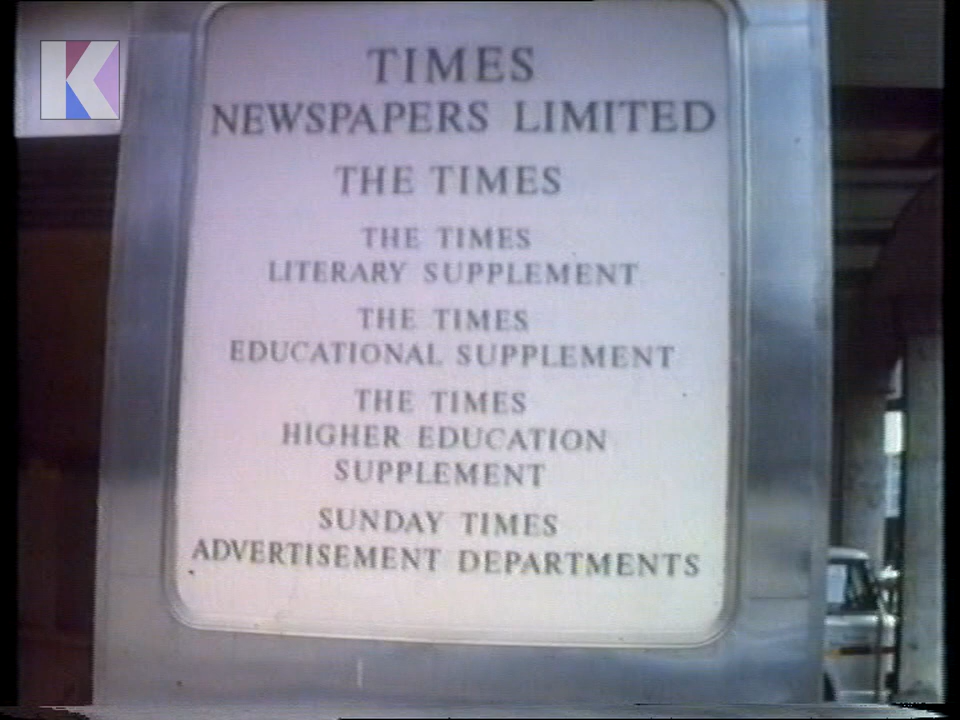 K
TIMES
NEWSPAPERS LIMITED
THE TIMES
THE TIMES
LITERARY SUPPLEMENT
THE TIMES
EDUCATIONAL SUPPLEMENT
THE TIMES
HIGHER EDUCATION
SUPPLEMENT
SUNDAY TIMES
ADVERTISEMENT DEPARTMENTS